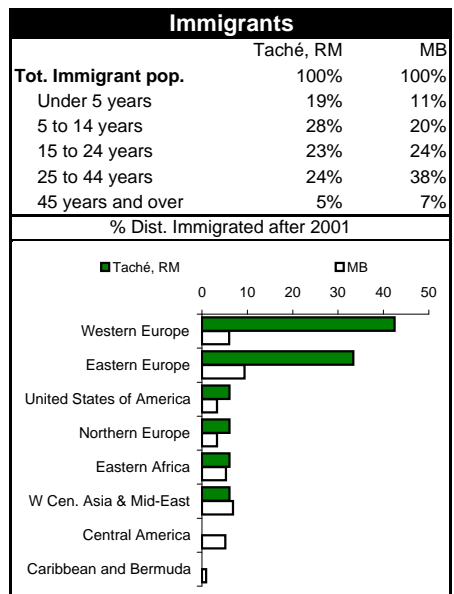 Immigrants
Taché, RM MB
Tot. Immigrant pop. 100% 100%
Under 5 years 19% 11%
5 to 14 years 28% 20%
15 to 24 years 23% 24%
25 to 44 years 24% 38%
45 years and over 5% 7%
% Dist. Immigrated after 2001
Taché, RM MB
0 10 20 30 40 50
Western Europe
Eastern Europe
United States of America
Northern Europe
Eastern Africa
W Cen. Asia & Mid-East
Central America
Caribbean and Bermuda